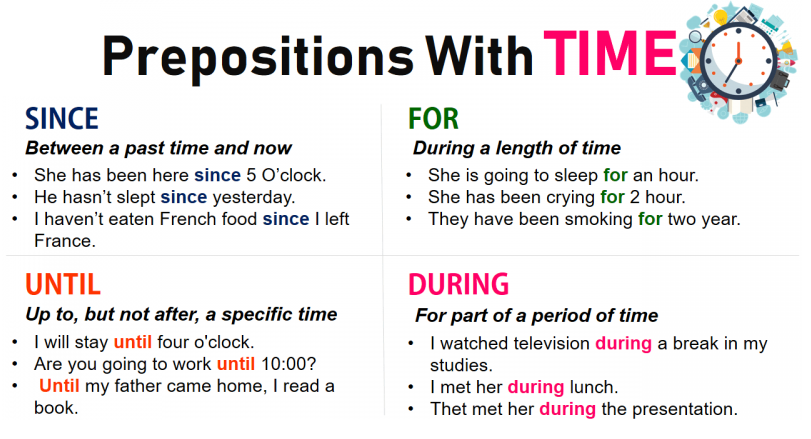 Prepositions With TIME
SINCE
Between a past time and now
• She has been here since 5 O’clock.
• He hasn’t slept since yesterday.
• I haven’t eaten French food since I left
France.
FOR
During a length of time
• She is going to sleep for an hour.
• She has been crying for 2 hour.
• They have been smoking for two year.
UNTIL
Up to, but not after, a specific time
• I will stay until four o'clock.
• Are you going to work until 10:00?
• Until my father came home, I read a
book.
DURING
For part of a period of time
• I watched television during a break in my
studies.
• I met her during lunch.
• Thet met her during the presentation.